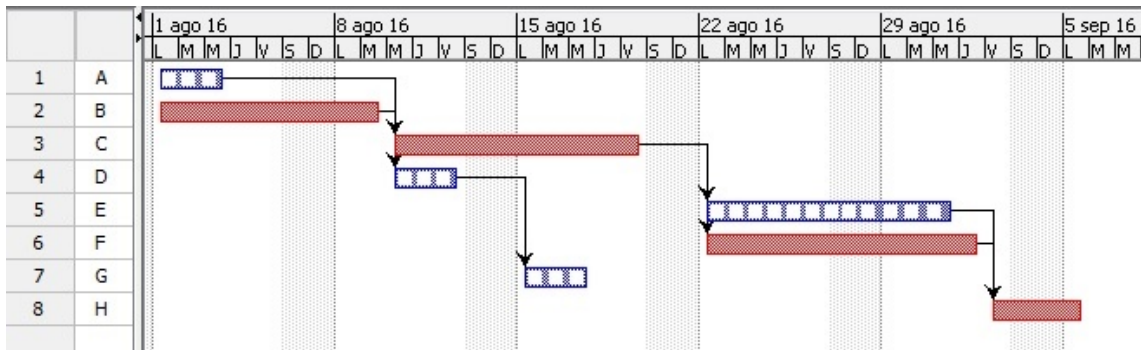 1 ago 16 8 ago 16 15 ago 16 22 ago 16 29 ago 16 5 sep 16
L M M J V S D L M M J V S D L M M J V S D L M M J V S D L M M J V S D L M M
1 A
2 B
3 C
4 D
5 E
6 F
7 G
8 H